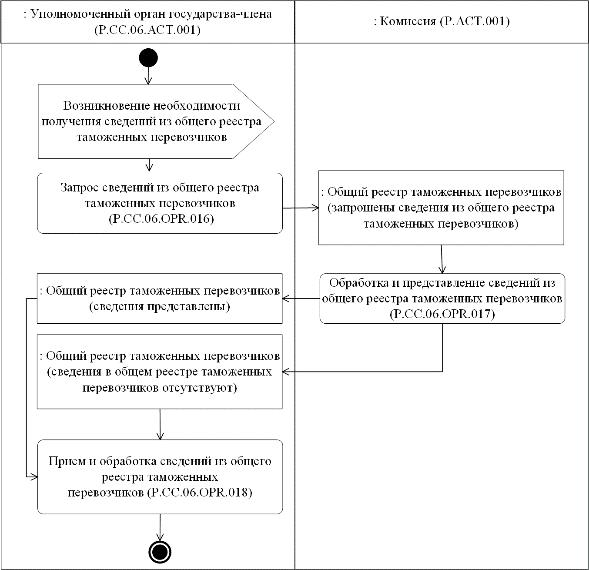 : Уполномоченный орган государства-члена
(P.CC.06.ACT.001)
: Комиссия (P.ACT.001)
Возникновение необходимости
получения сведений из общего реестра
таможенных перевозчиков
Запрос сведений из общего реестра
таможенных перевозчиков
(P.CC.06.OPR.016)
: Общий реестр таможенных перевозчиков
(запрошены сведения из общего реестра
таможенных перевозчиков)
Обработка и представление сведений из
общего реестра таможенных перевозчиков
(P.CC.06.OPR.017)
: Общий реестр таможенных перевозчиков
(сведения представлены)
: Общий реестр таможенных перевозчиков
(сведения в общем реестре таможенных
перевозчиков отсутствуют)
Прием и обработка сведений из общего
реестра таможенных
перевозчиков (P.CC.06.OPR.018)